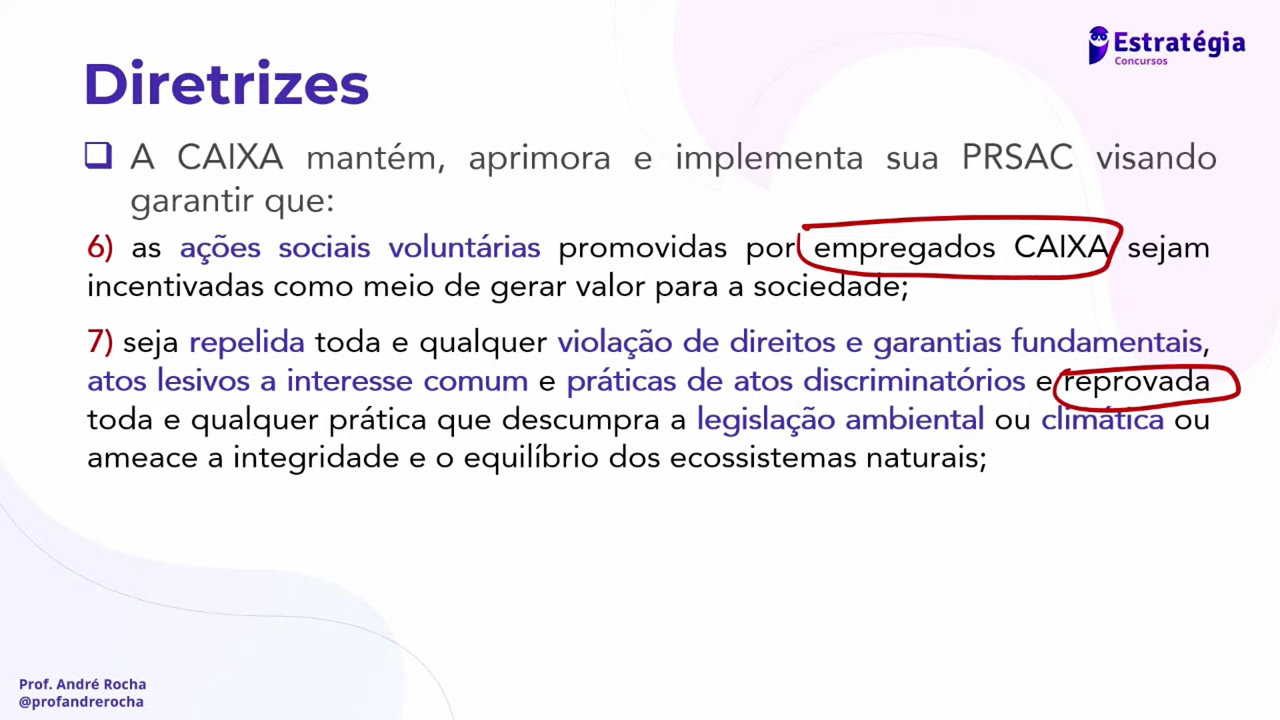 Estratégia
Concursos
Diretrizes
A CAIXA mantém, aprimora e implementa sua PRSAC visando
garantir que:
6) as ações sociais voluntárias promovidas por empregados CAIXA sejam
incentivadas como meio de gerar valor para a sociedade;
7) seja repelida toda e qualquer violação de direitos e garantias fundamentais,
atos lesivos a interesse comum e práticas de atos discriminatórios e reprovada
toda e qualquer prática que descumpra a legislação ambiental ou climática ou
ameace a integridade e o equilíbrio dos ecossistemas naturais;
Prof. André Rocha
@profandrerocha